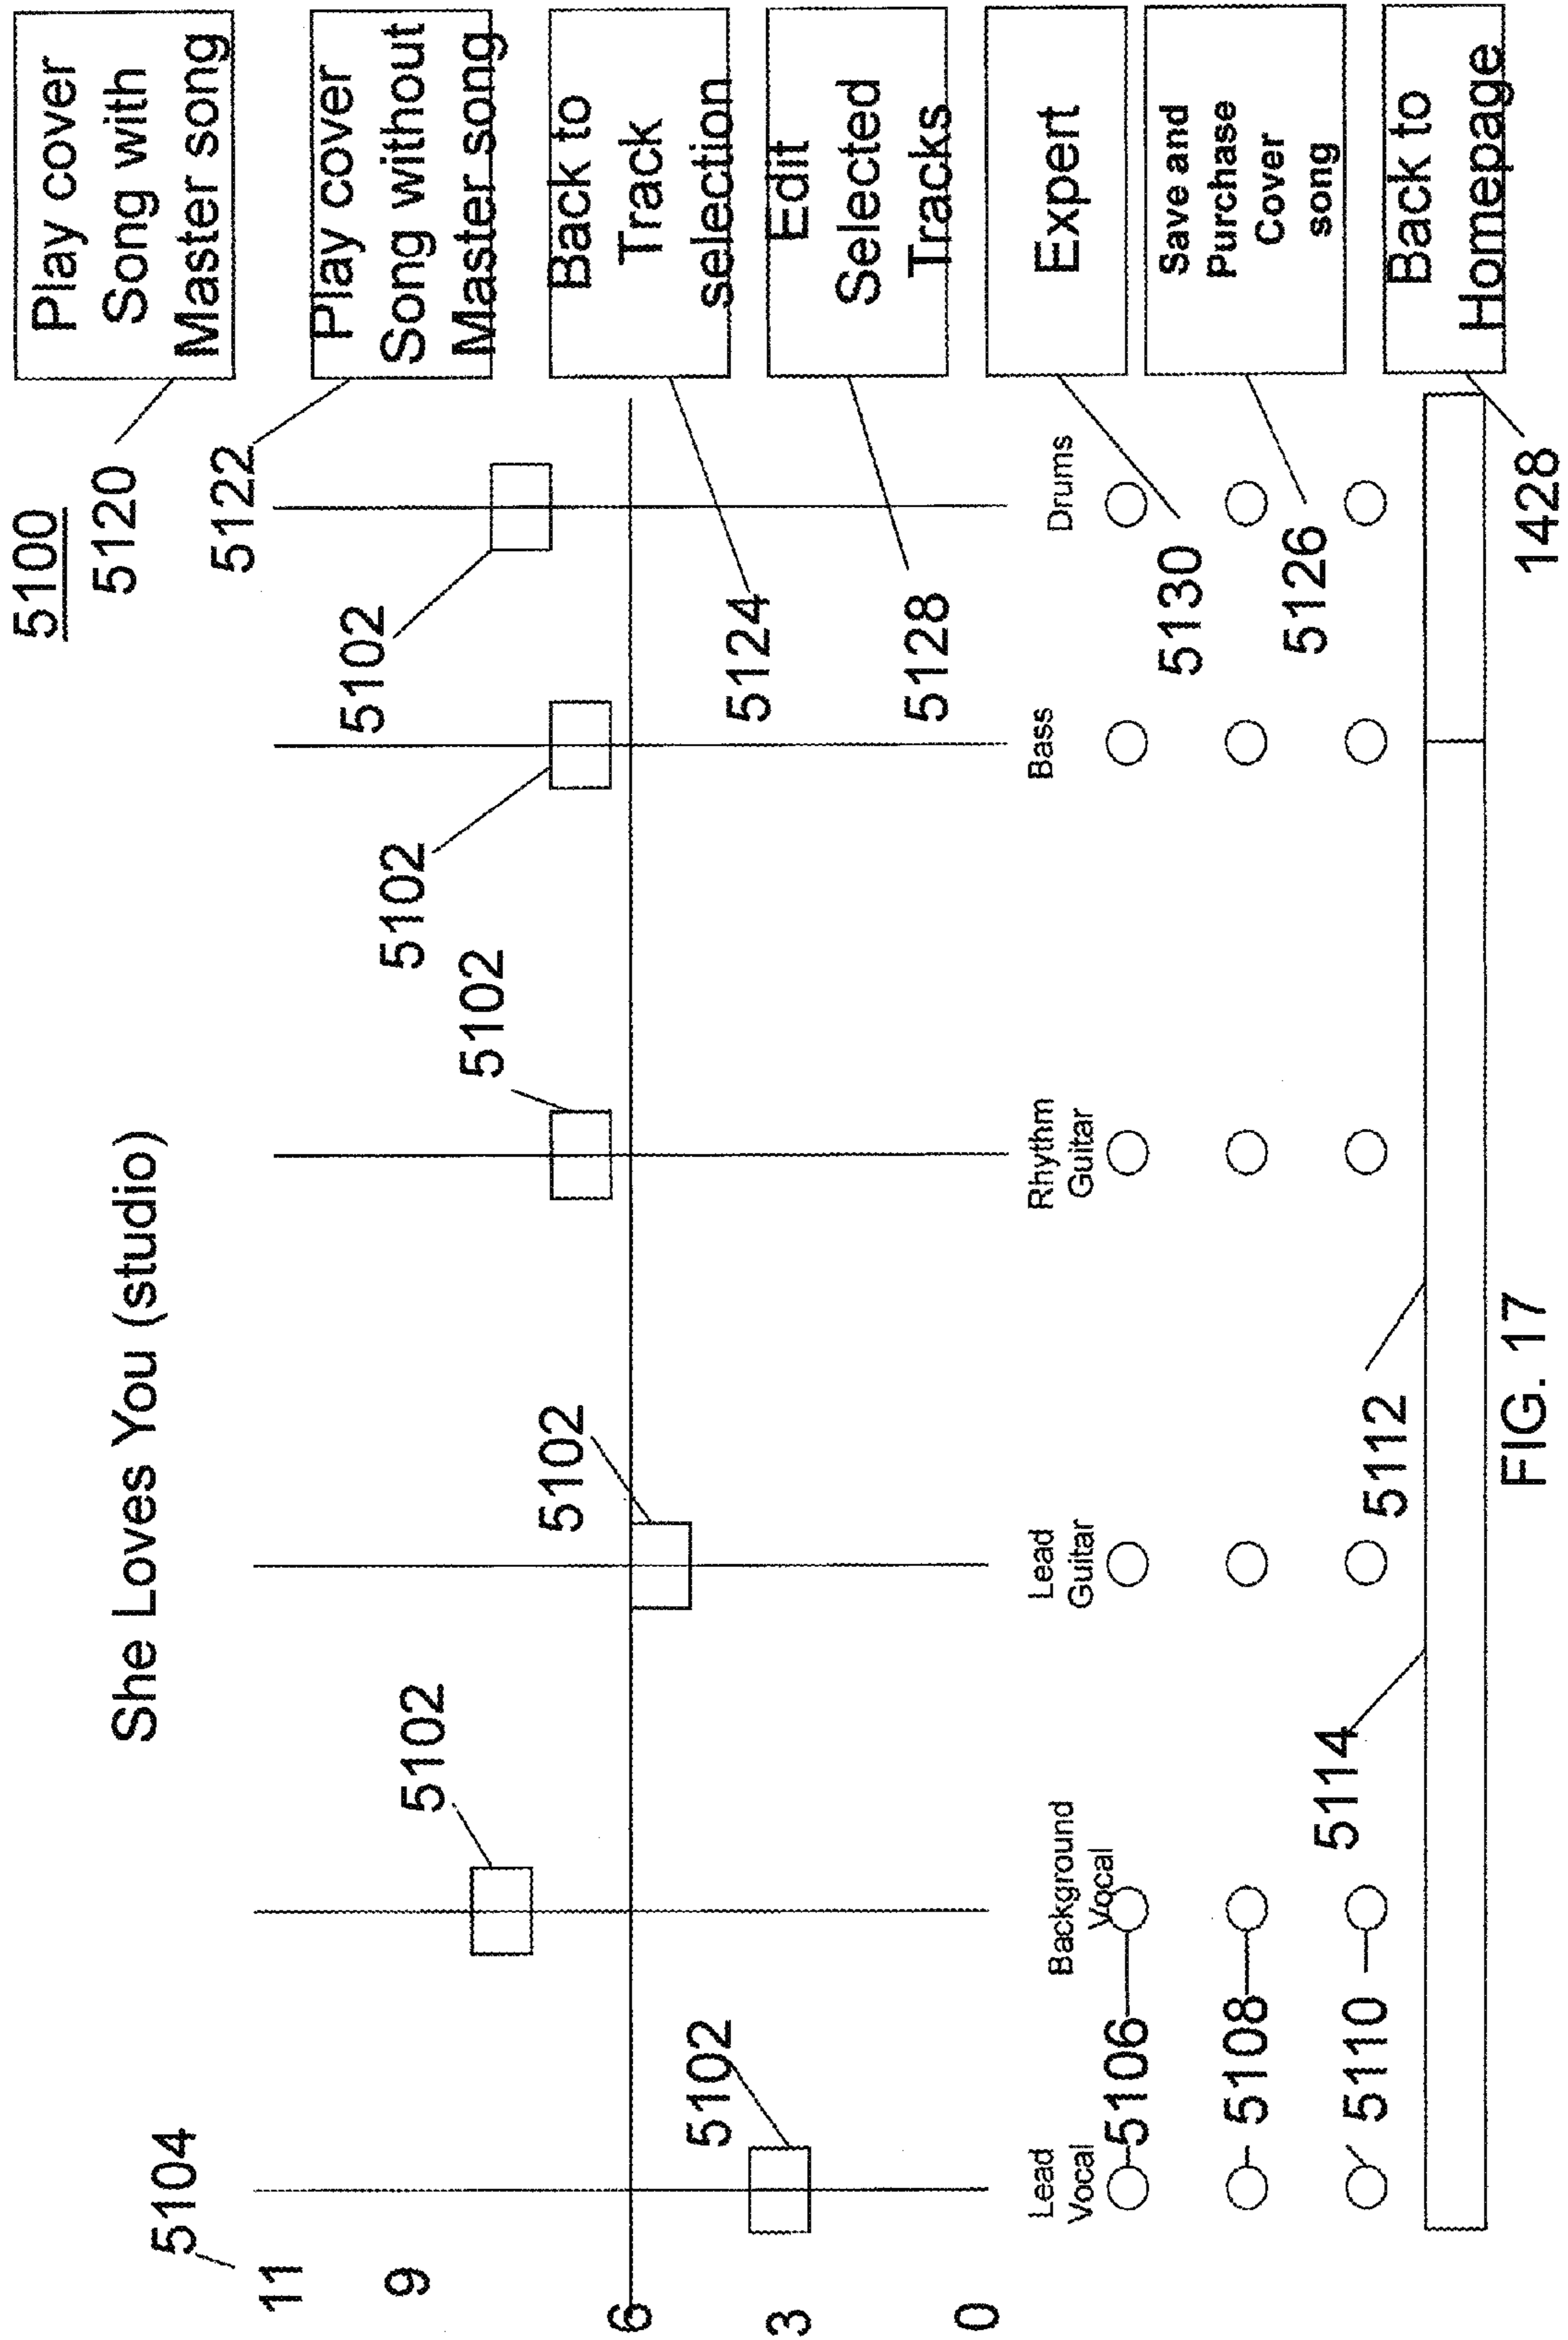 5100
She Loves You (studio)
Play cover
Song with
Master song
5120
Play cover
Song without
Master song
5122
Back to
Track
selection
5124
Edit
Selected
Tracks
5128
Expert
5130
Save and
Purchase
Cover
song
5126
Back to
Homepage
1428
5104
11
9
6
3
0
5102
5102
5102
5102
5102
5102
Lead
Vocal
Background
Vocal
Lead
Guitar
Rhythm
Guitar
Bass
Drums
5106
5108
5110
5114
5112
FIG. 17